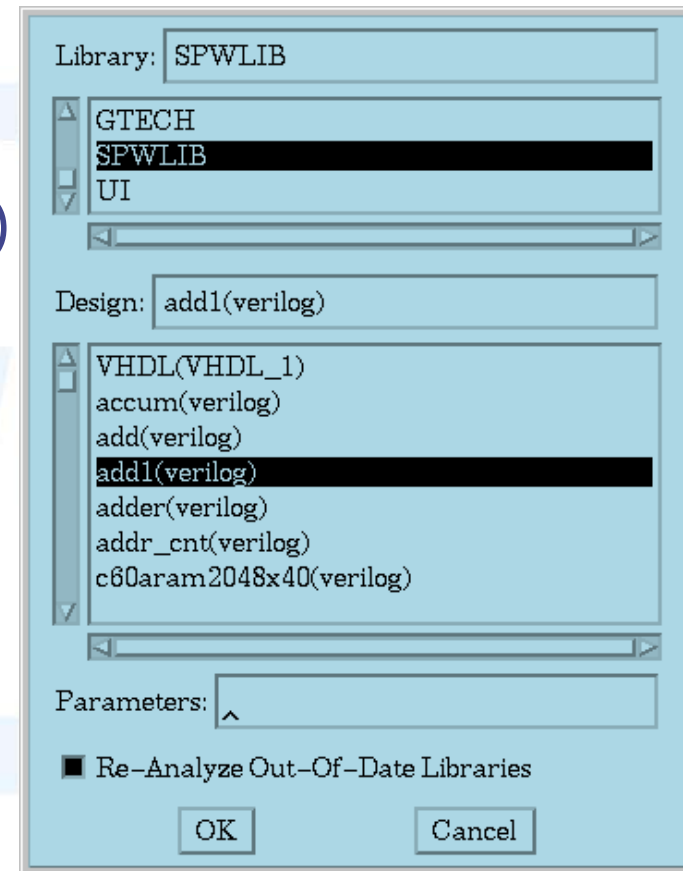 Library: SPWLIB
GTECH
SPWLIB
UI
)
Design: add1(verilog)
VHDL(VHDL_1)
accum(verilog)
add(verilog)
add1(verilog)
adder(verilog)
addr_cnt(verilog)
c60aram2048x40(verilog)
Parameters:
Re-Analyze Out-Of-Date Libraries
OK Cancel